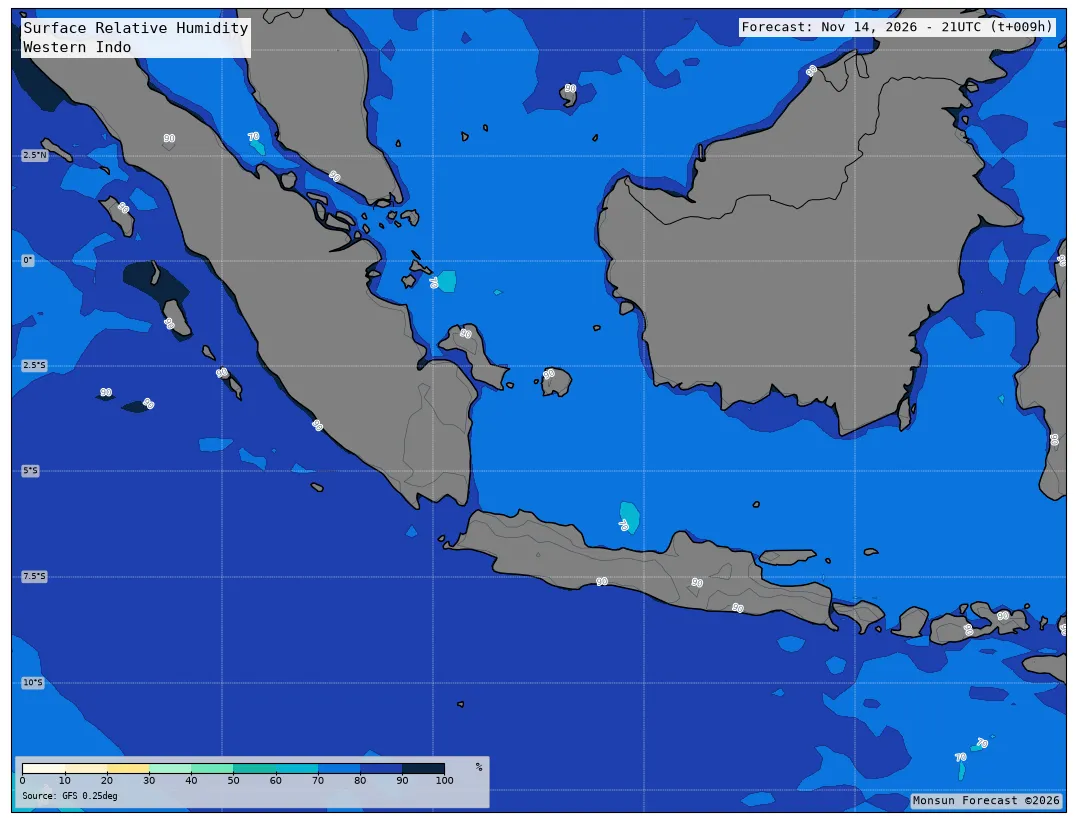 Surface Relative Humidity
Western Indo
Forecast: Nov 14, 2026 - 21UTC (t+009h)
90
90
90
70
2.5°N
90
90
0°
90
70
90
90
2.5°S
90
90
90
90
90
90
5°S
70
7.5°S
90
90
90
90
90
90
10°S
70
70
%
0 10 20 30 40 50 60 70 80 90 100
Source: GFS 0.25deg
Monsun Forecast ©2026